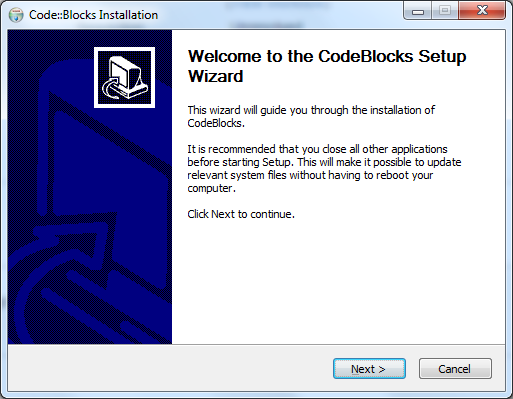 Code::Blocks Installation
Welcome to the CodeBlocks Setup
Wizard
This wizard will guide you through the installation of
CodeBlocks.
It is recommended that you close all other applications
before starting Setup. This will make it possible to update
relevant system files without having to reboot your
computer.
Click Next to continue.
Next >
Cancel